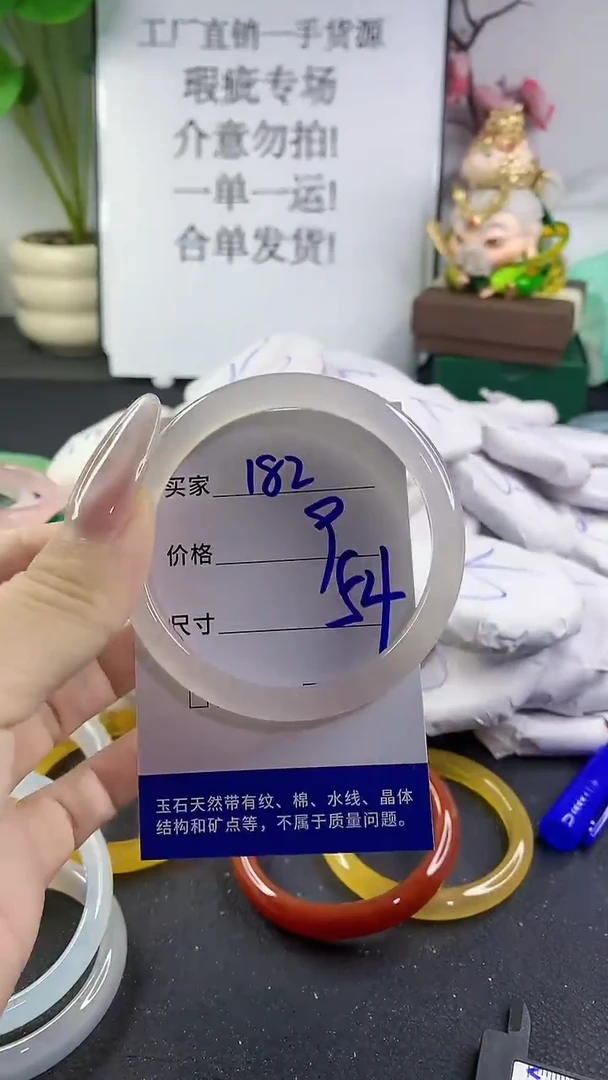 工厂直销一手货源
瑕疵专场
介意勿拍!
一单一运!
合单发货!
买家 182
价格 9
尺寸 54
玉石天然带有纹、棉、水线、晶体
结构和矿点等，不属于质量问题。